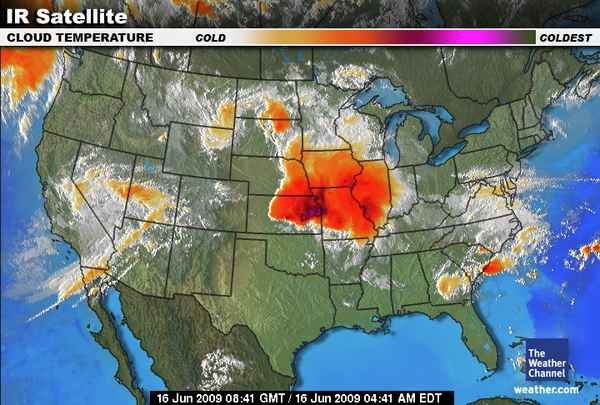 IR Satellite
CLOUD TEMPERATURE COLD COLDEST
The
Weather
Channel
weather.com
16 Jun 2009 08:41 GMT / 16 Jun 2009 04:41 AM EDT